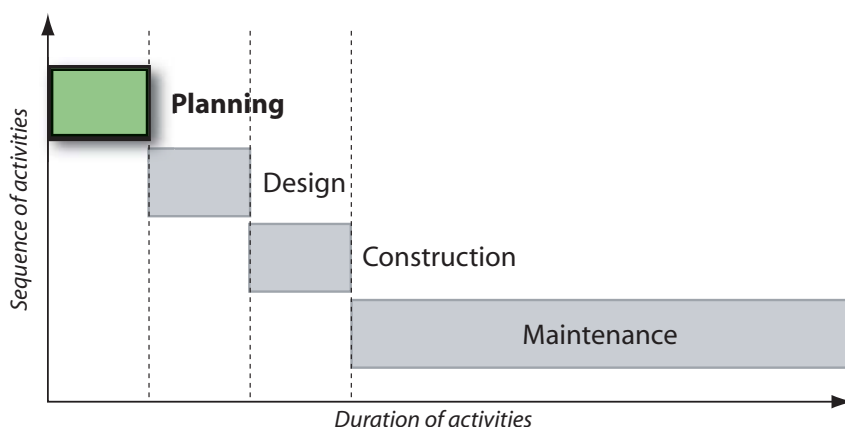 Sequence of activities
Planning
Design
Construction
Maintenance
Duration of activities